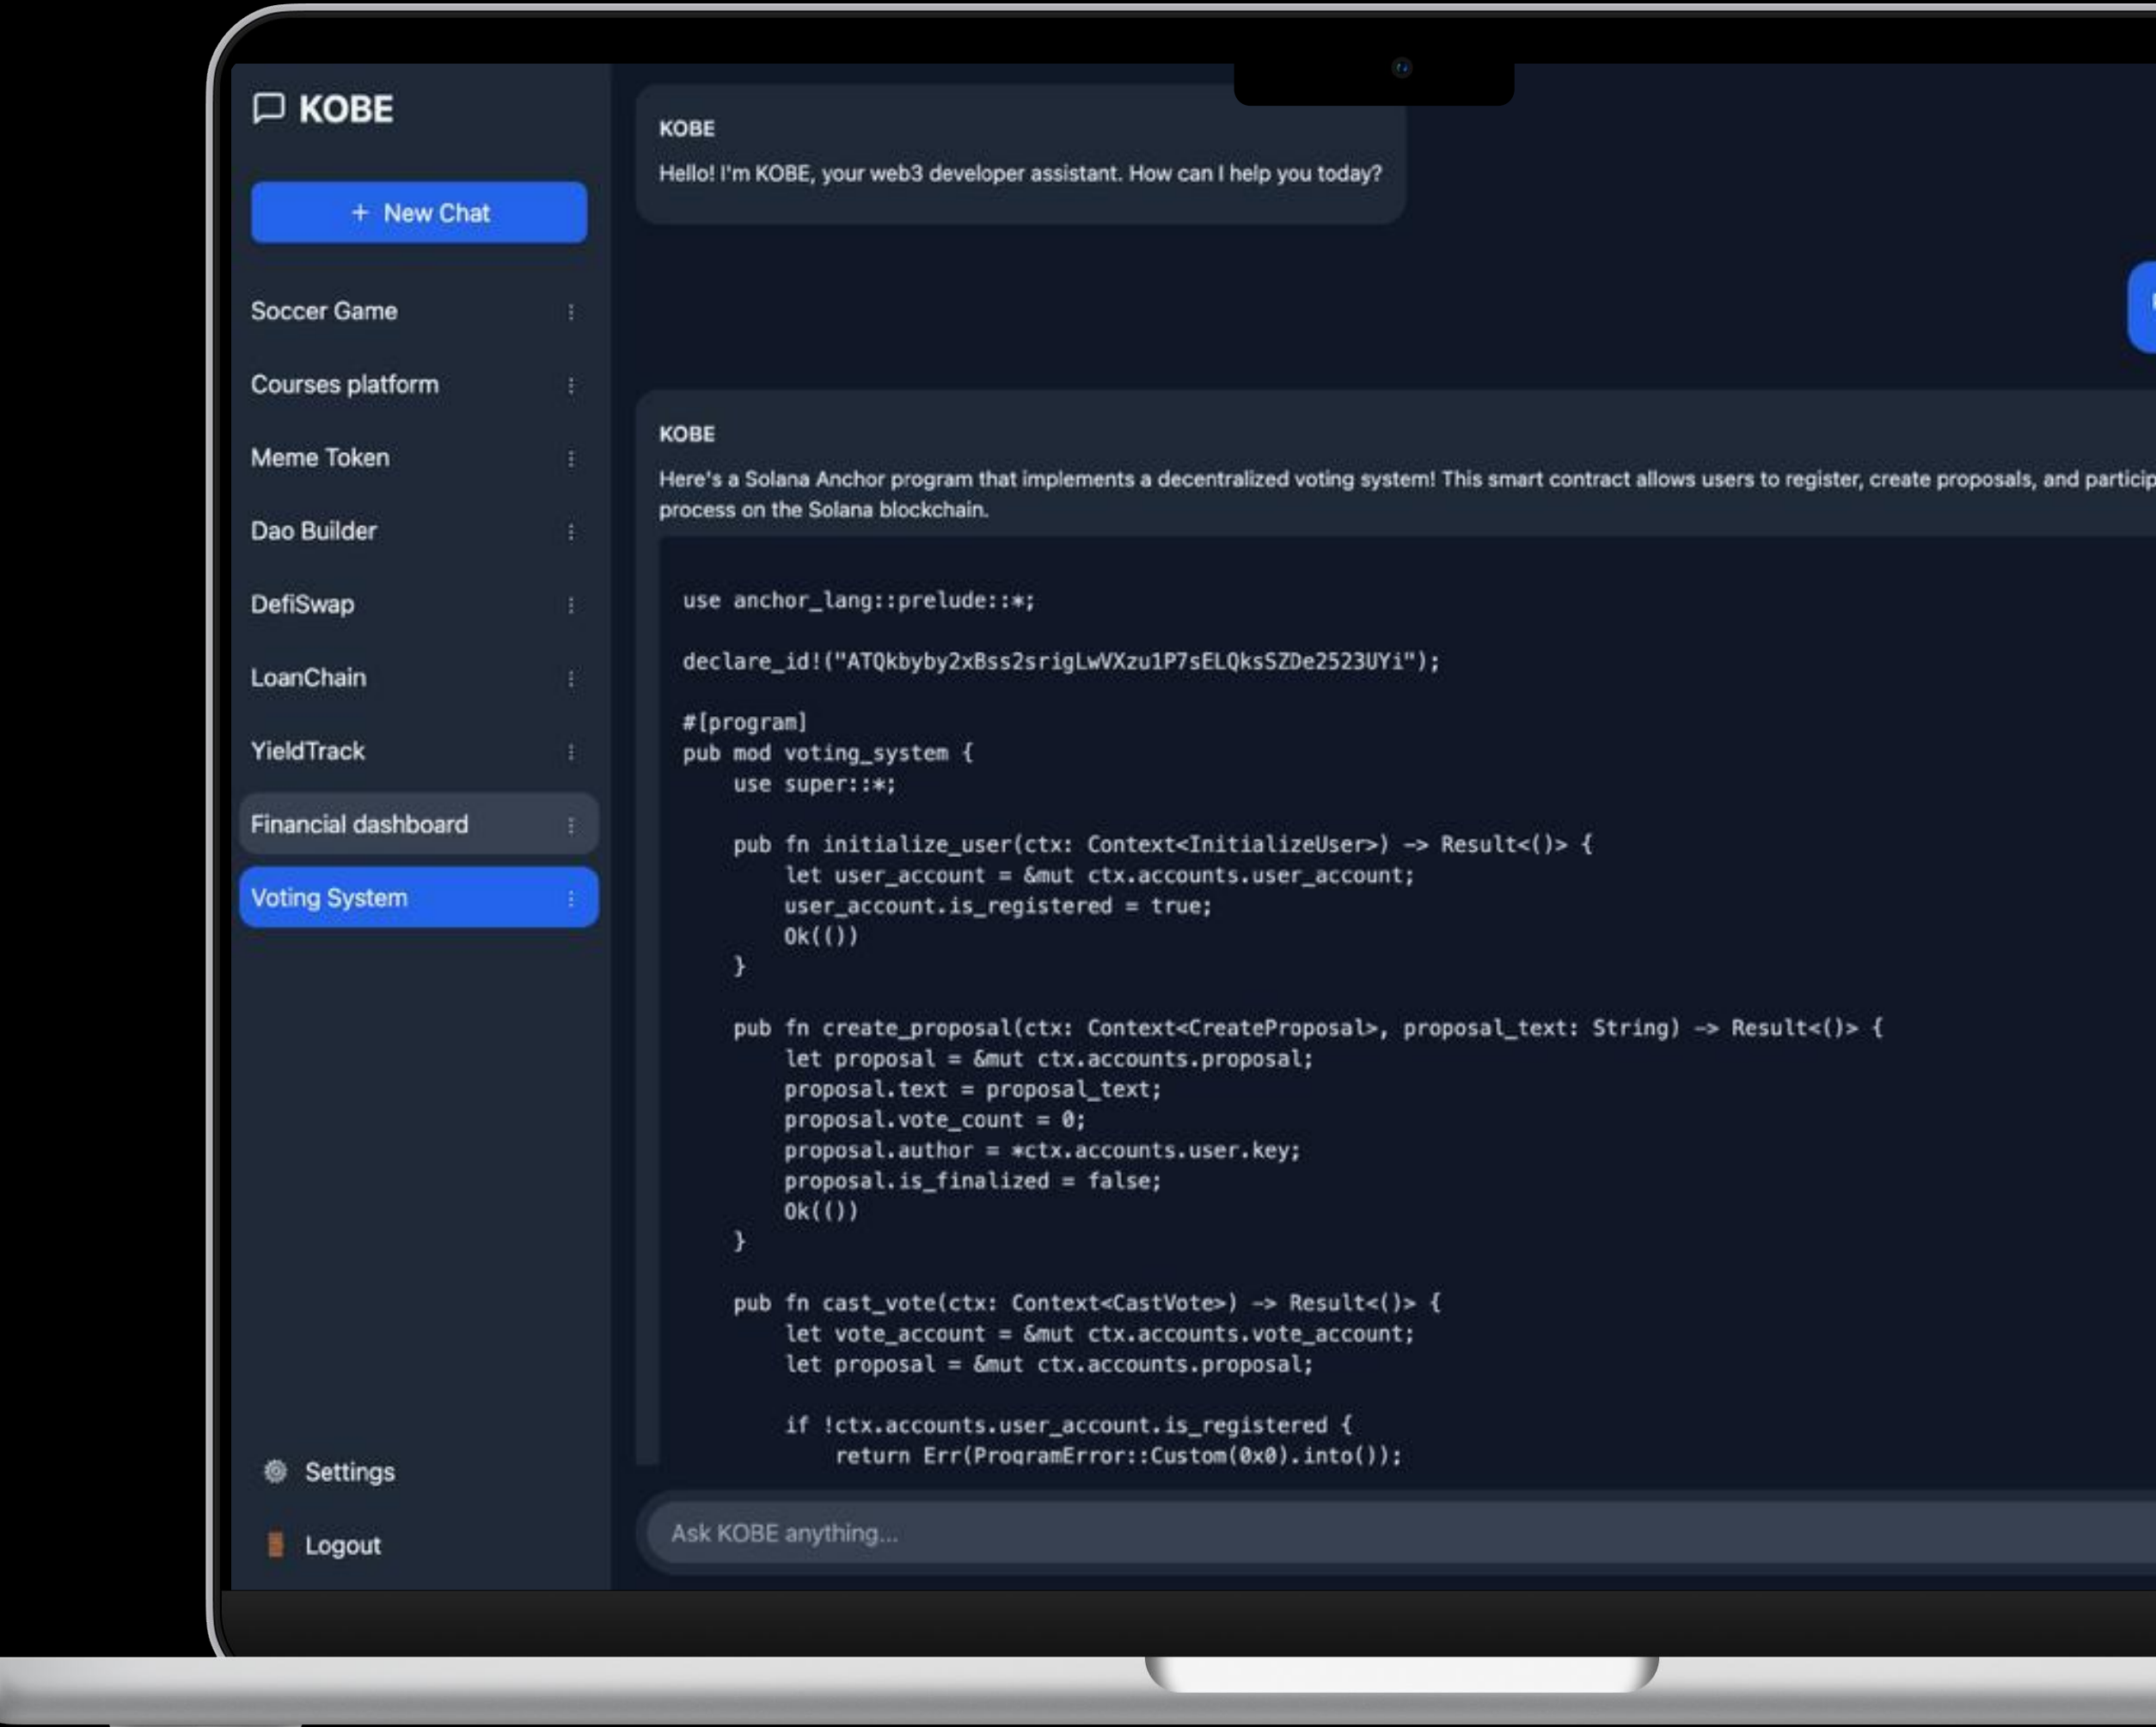 KOBE
+ New Chat
Soccer Game
Courses platform
Meme Token
Dao Builder
DefiSwap
LoanChain
YieldTrack
Financial dashboard
Voting System
Settings
Logout
KOBE
Hello! I'm KOBE, your web3 developer assistant. How can I help you today?
KOBE
Here's a Solana Anchor program that implements a decentralized voting system! This smart contract allows users to register, create proposals, and particip
process on the Solana blockchain.
use anchor_lang::prelude::*;
declare_id!("ATQkbyby2xBss2srigLwVXzu1P7sELQksSZDe2523UYi");
#[program]
pub mod voting_system {
use super::*;
pub fn initialize_user(ctx: Context<InitializeUser>) -> Result<()> {
let user_account = &mut ctx.accounts.user_account;
user_account.is_registered = true;
Ok(())
}
pub fn create_proposal(ctx: Context<CreateProposal>, proposal_text: String) -> Result<()> {
let proposal = &mut ctx.accounts.proposal;
proposal.text = proposal_text;
proposal.vote_count = 0;
proposal.author = *ctx.accounts.user.key;
proposal.is_finalized = false;
Ok(())
}
pub fn cast_vote(ctx: Context<CastVote>) -> Result<()> {
let vote_account = &mut ctx.accounts.vote_account;
let proposal = &mut ctx.accounts.proposal;
if !ctx.accounts.user_account.is_registered {
return Err(ProgramError::Custom(0x0).into());
Ask KOBE anything...